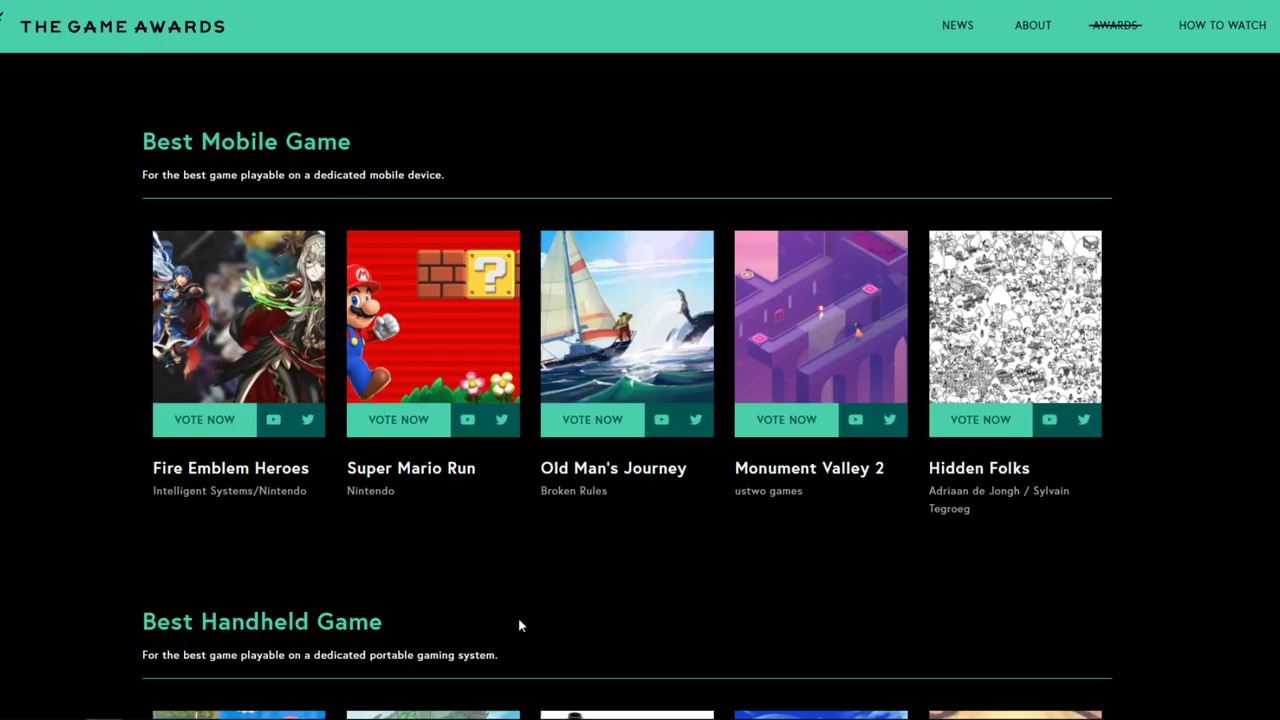 THE GAME AWARDS
NEWS ABOUT AWARDS HOW TO WATCH
Best Mobile Game
For the best game playable on a dedicated mobile device.
?
M
VOTE NOW VOTE NOW VOTE NOW VOTE NOW VOTE NOW
Fire Emblem Heroes Super Mario Run Old Man's Journey Monument Valley 2 Hidden Folks
Intelligent Systems/Nintendo Nintendo Broken Rules ustwo games Adriaan de Jongh / Sylvain
Tegroeg
Best Handheld Game
For the best game playable on a dedicated portable gaming system.